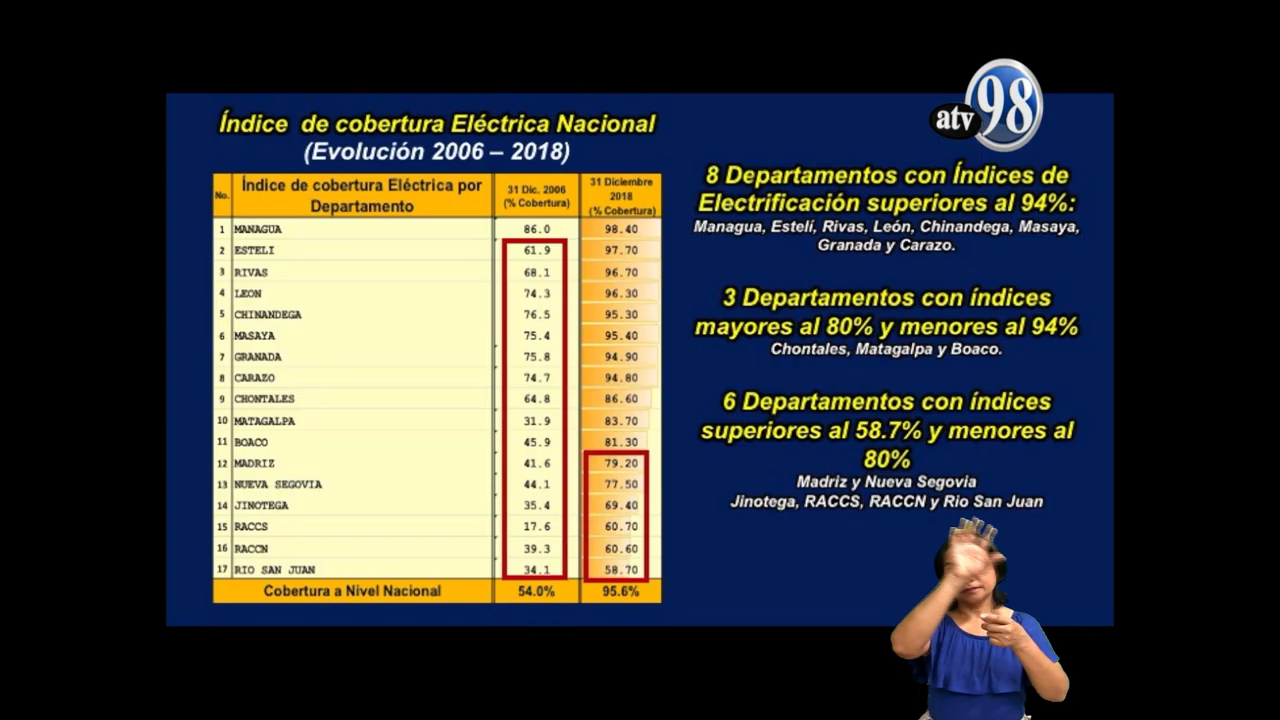 atv 98
Índice de cobertura Eléctrica Nacional
(Evolución 2006 – 2018)
No. Índice de cobertura Eléctrica por Departamento 31 Dic. 2006 (% Cobertura) 31 Diciembre 2018 (% Cobertura)
1 MANAGUA 86.0 98.40
2 ESTELI 61.9 97.70
3 RIVAS 68.1 96.70
4 LEON 74.3 96.30
5 CHINANDEGA 76.5 95.30
6 MASAYA 75.4 95.40
7 GRANADA 75.8 94.90
8 CARAZO 74.7 94.80
9 CHONTALES 64.8 86.60
10 MATAGALPA 31.9 83.70
11 BOACO 45.9 81.30
12 MADRIZ 41.6 79.20
13 NUEVA SEGOVIA 44.1 77.50
14 JINOTEGA 35.4 69.40
15 RACCS 17.6 60.70
16 RACCN 39.3 60.60
17 RIO SAN JUAN 34.1 58.70
Cobertura a Nivel Nacional 54.0% 95.6%
8 Departamentos con Índices de
Electrificación superiores al 94%:
Managua, Estelí, Rivas, León, Chinandega, Masaya,
Granada y Carazo.
3 Departamentos con índices
mayores al 80% y menores al 94%
Chontales, Matagalpa y Boaco.
6 Departamentos con índices
superiores al 58.7% y menores al
80%
Madriz y Nueva Segovia
Jinotega, RACCS, RACCN y Rio San Juan